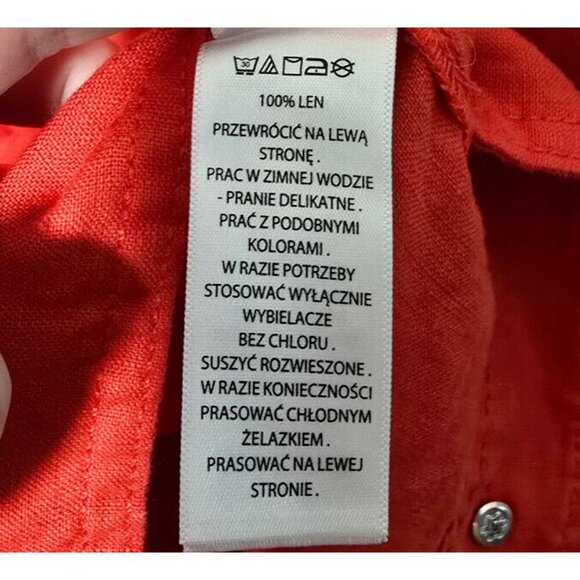 30
100% LEN
PRZEWRÓCIĆ NA LEWĄ
STRONĘ .
PRAC W ZIMNEJ WODZIE
- PRANIE DELIKATNE .
PRAĆ Z PODOBNYMI
KOLORAMI .
W RAZIE POTRZEBY
STOSOWAĆ WYŁĄCZNIE
WYBIELACZE
BEZ CHLORU .
SUSZYĆ ROZWIESZONE .
W RAZIE KONIECZNOŚCI
PRASOWAĆ CHŁODNYM
ŻELAZKIEM .
PRASOWAĆ NA LEWEJ
STRONIE .